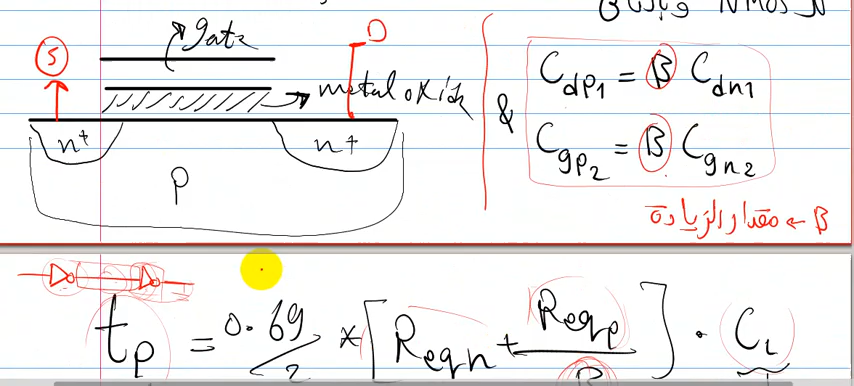 NMOS
gate
S
D
metal oxide
n+ n+
P
&
Cdp1 = β Cdn1
Cgp2 = β Cgn2
β ← مقدار الزيادة
tp = 0.69/2 × [Reqn + Reqp/β] . CL